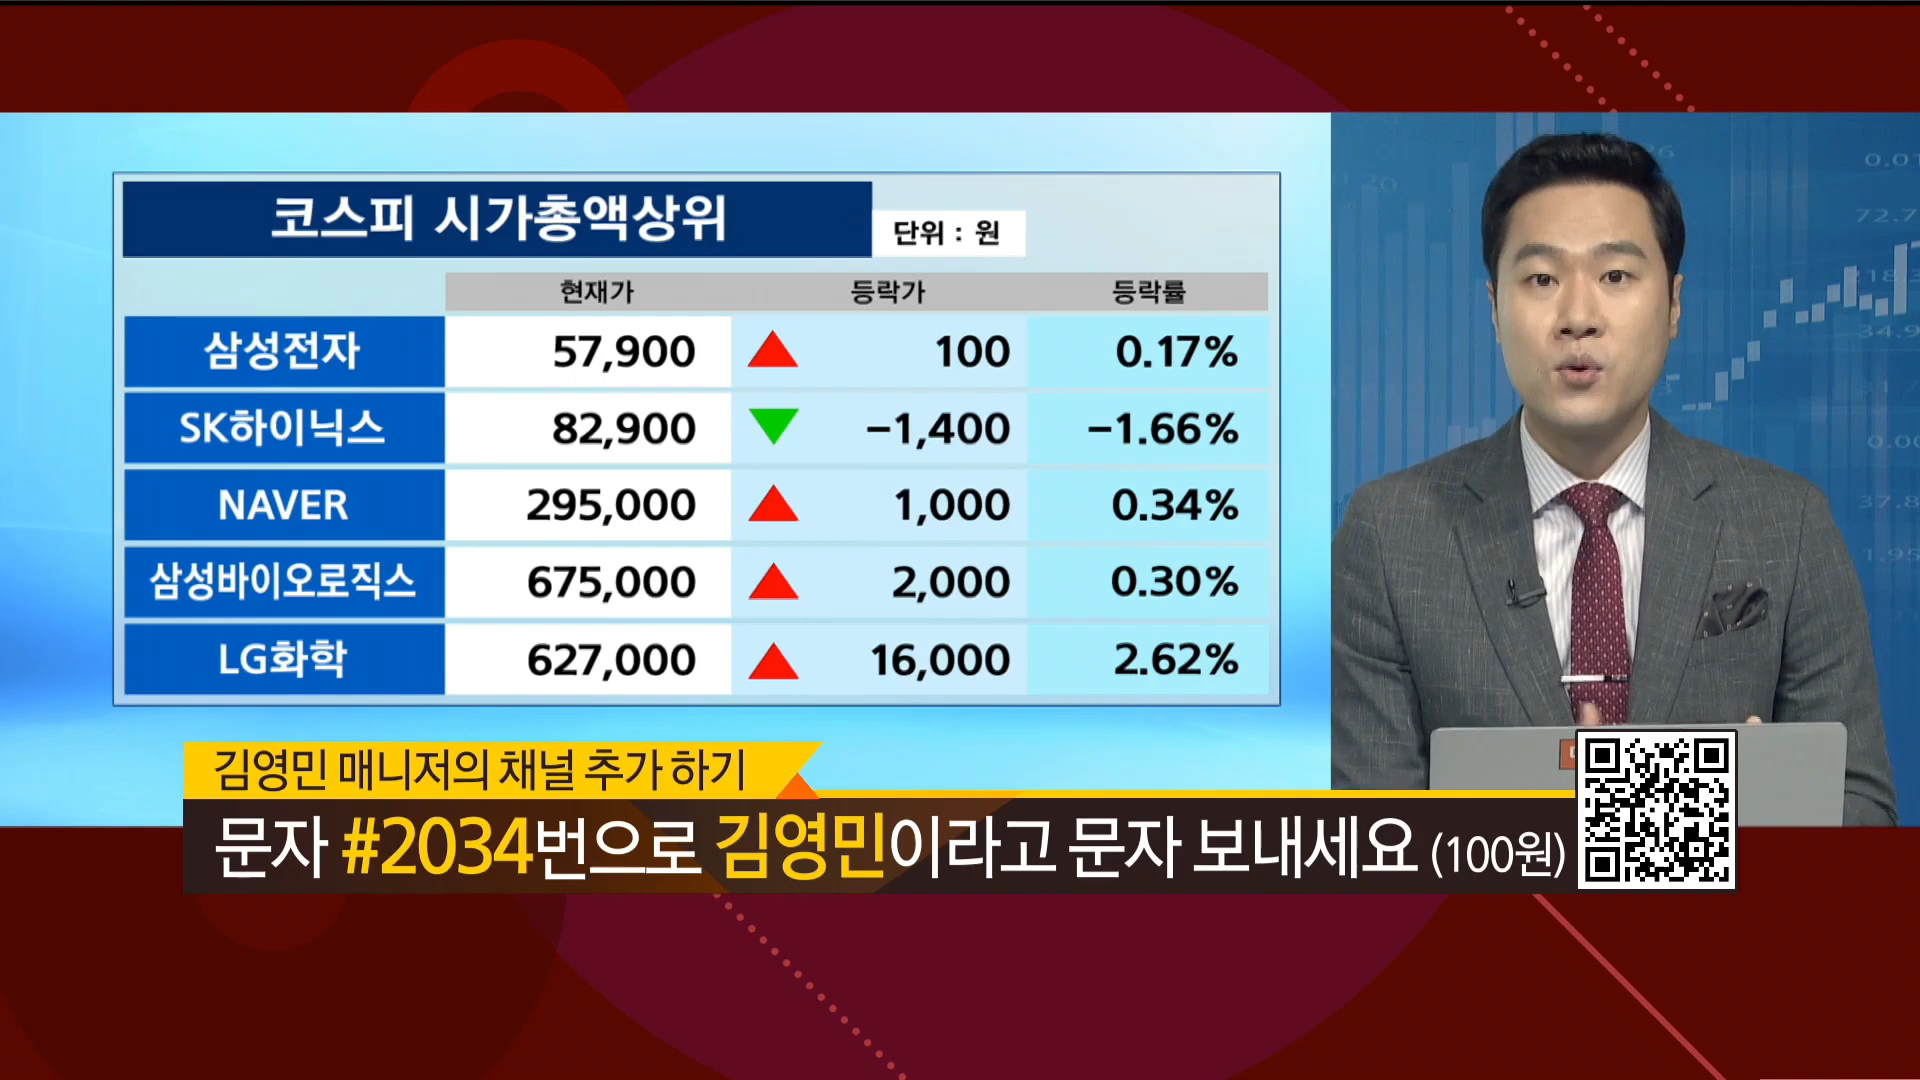 코스피 시가총액상위
단위 : 원
현재가 등락가 등락률
삼성전자 57,900 ▲ 100 0.17%
SK하이닉스 82,900 ▼ -1,400 -1.66%
NAVER 295,000 ▲ 1,000 0.34%
삼성바이오로직스 675,000 ▲ 2,000 0.30%
LG화학 627,000 ▲ 16,000 2.62%
김영민 매니저의 채널 추가 하기
문자 #2034번으로 김영민이라고 문자 보내세요 (100원)